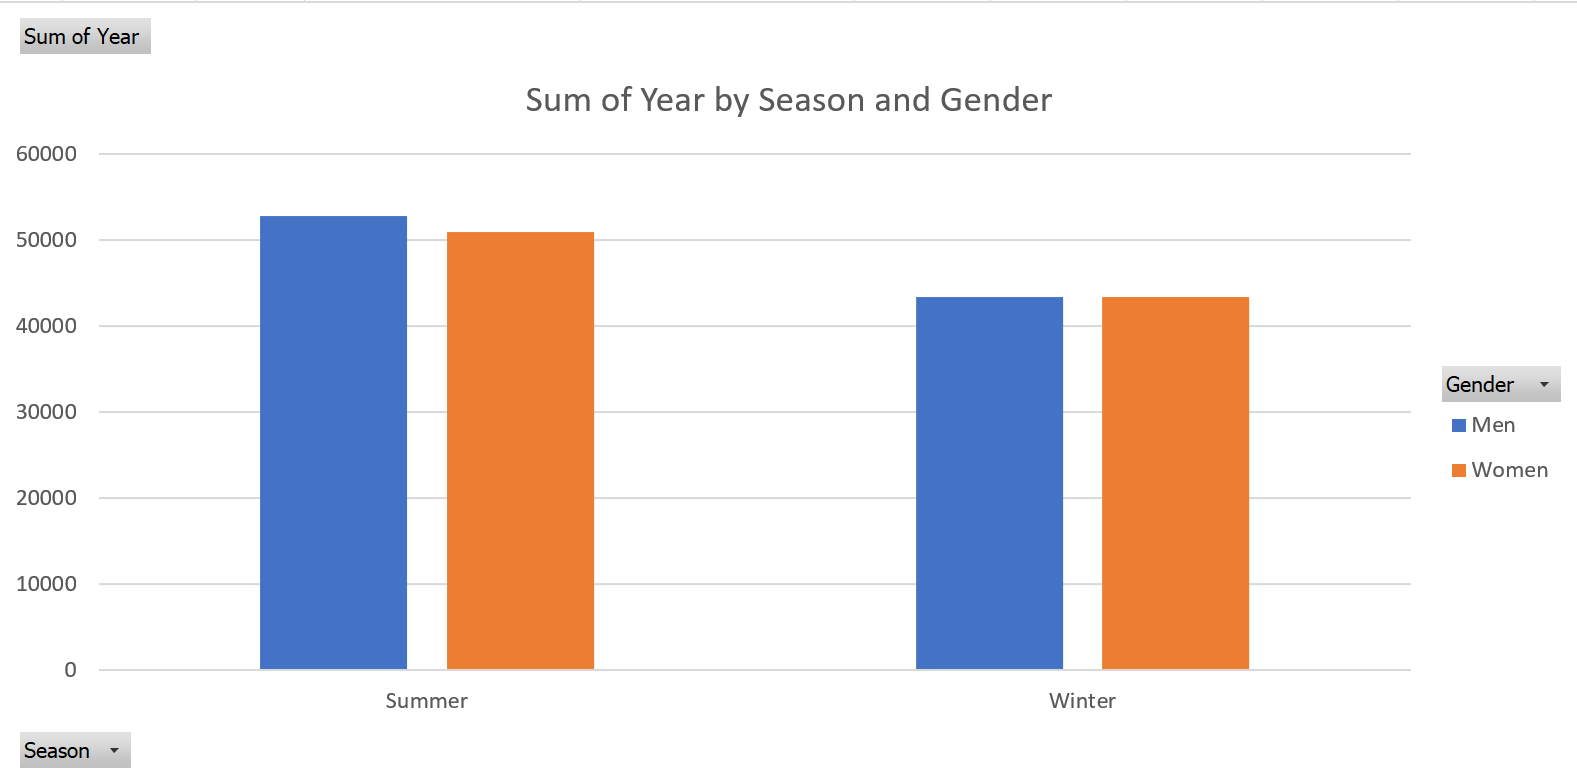 Sum of Year
Sum of Year by Season and Gender
60000
50000
40000
30000
20000
10000
0
Summer
Winter
Gender
Men
Women
Season